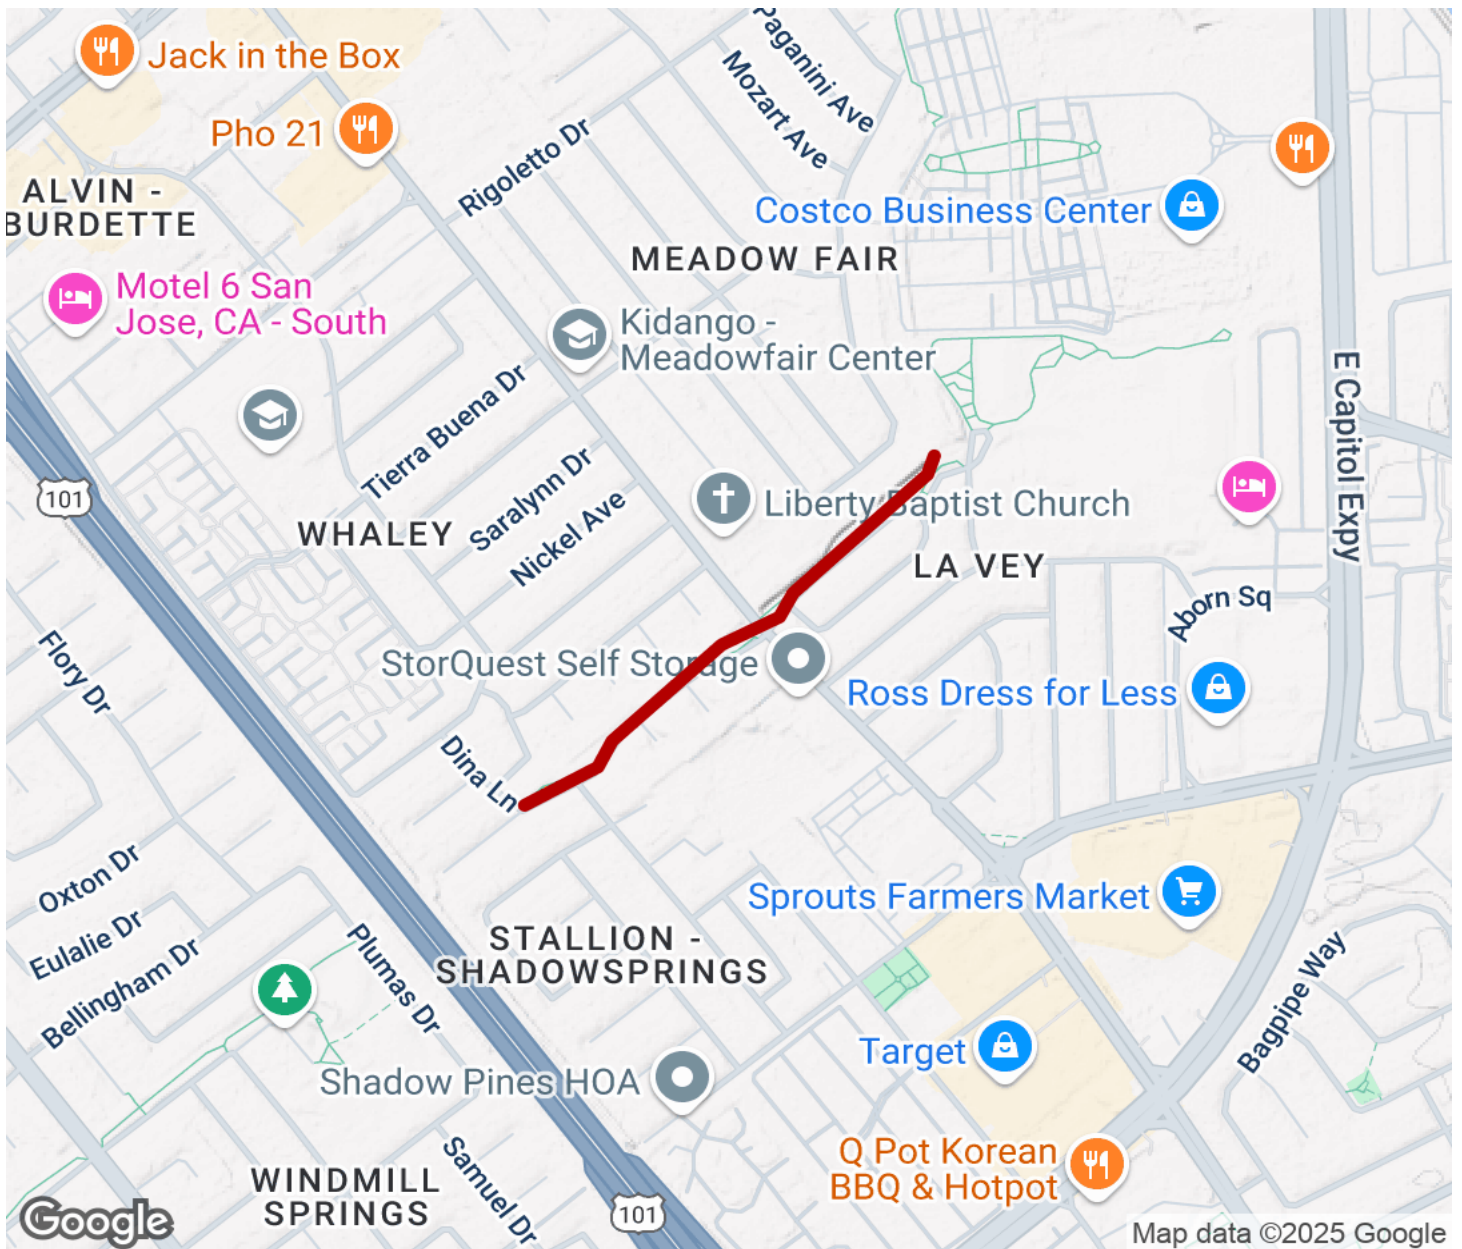 Jack in the Box
Pho 21
Rigoletto Dr
Paganini Ave
Mozart Ave
ALVIN -
BURDETTE
Costco Business Center
MEADOW FAIR
Motel 6 San
Jose, CA - South
Kidango -
Meadowfair Center
E Capitol Expy
Tierra Buena Dr
Saralynn Dr
Nickel Ave
101
WHALEY
Liberty Baptist Church
LA VEY
Aborn Sq
Flory Dr
StorQuest Self Storage
Ross Dress for Less
Dina Ln
Oxton Dr
Eulalie Dr
Bellingham Dr
Plumas Dr
Sprouts Farmers Market
STALLION -
SHADOWSPRINGS
Bagpipe Way
Target
Shadow Pines HOA
Q Pot Korean
BBQ & Hotpot
WINDMILL
SPRINGS
Samuel Dr
101
Google
Map data ©2025 Google